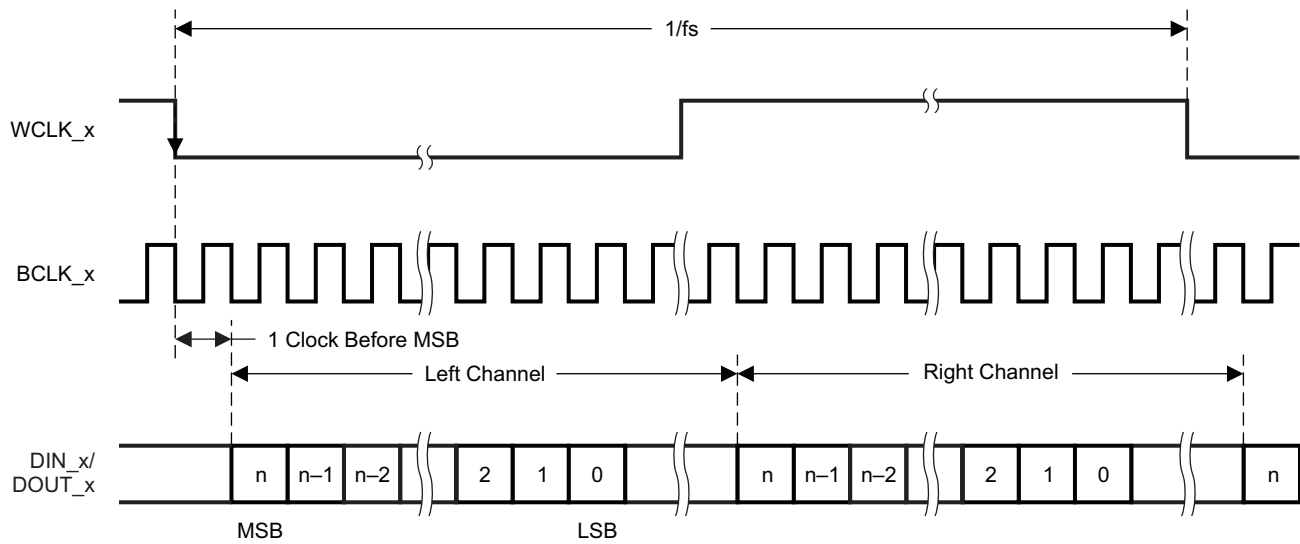 1/fs
WCLK_x
BCLK_x
1 Clock Before MSB
Left Channel
Right Channel
DIN_x/
DOUT_x
n n–1 n–2 2 1 0 n n–1 n–2 2 1 0 n
MSB LSB